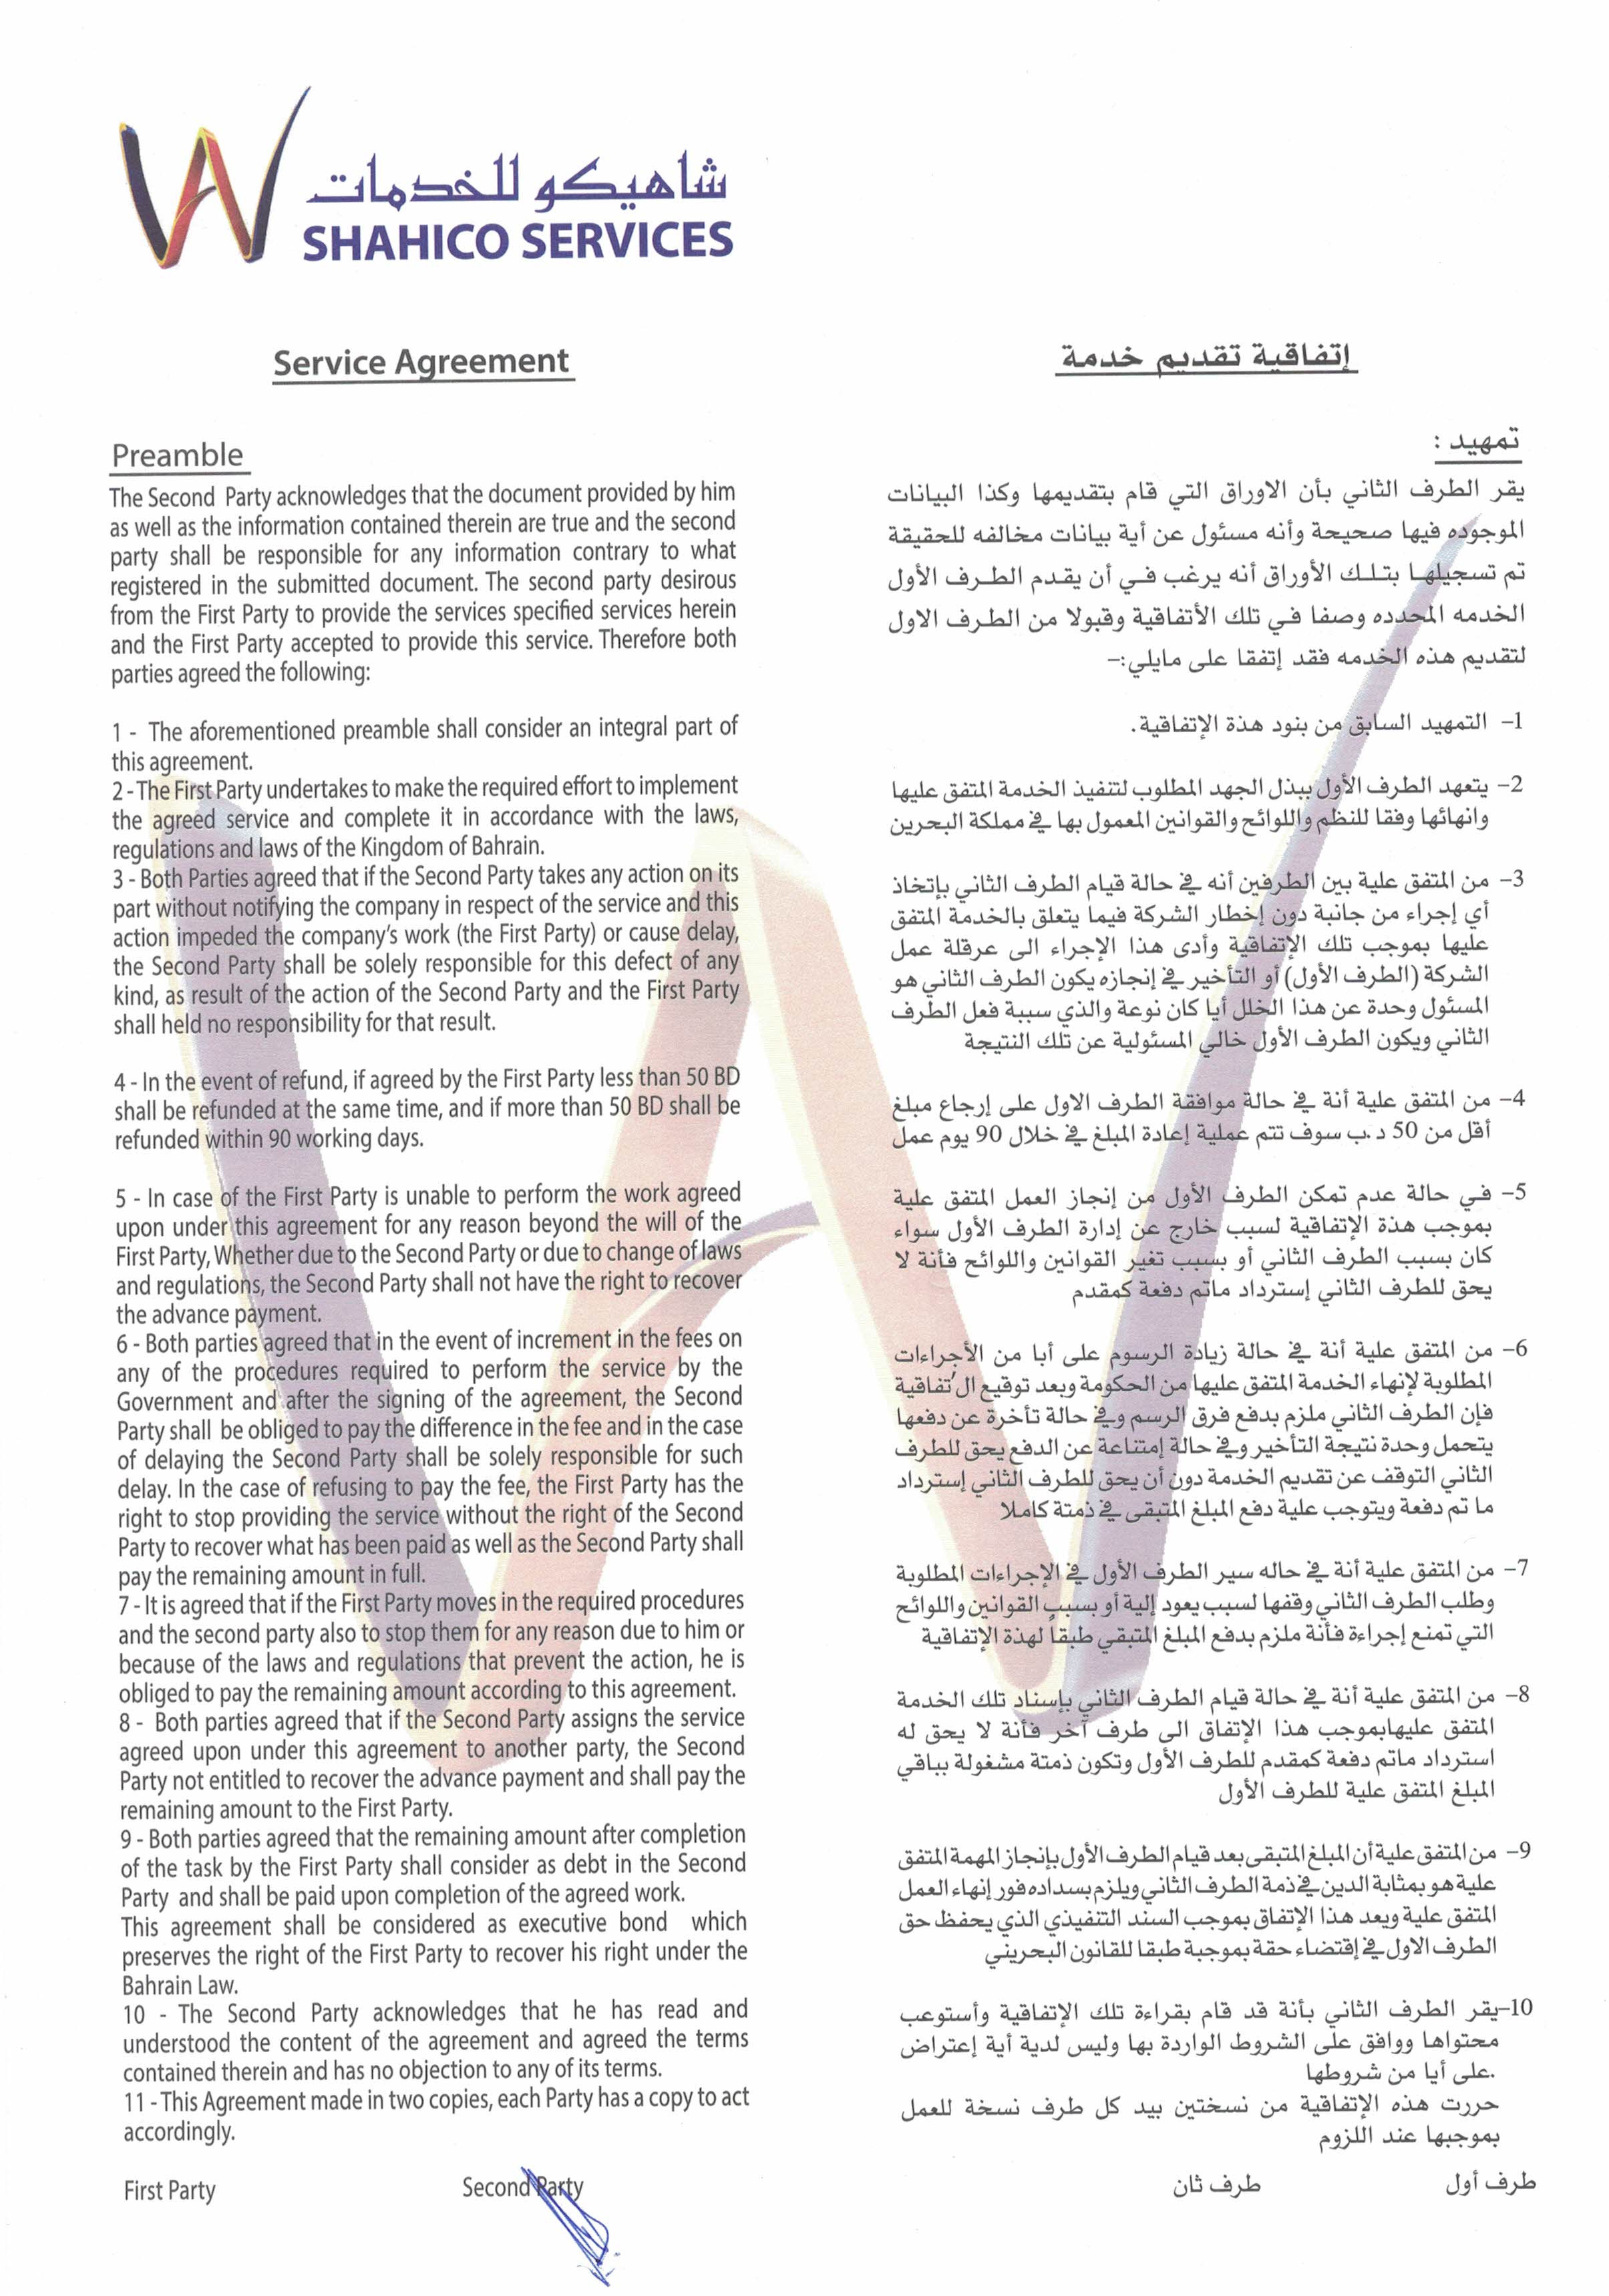 شاهيكو للخدمات
SHAHICO SERVICES
Service Agreement
Preamble
The Second Party acknowledges that the document provided by him
as well as the information contained therein are true and the second
party shall be responsible for any information contrary to what
registered in the submitted document. The second party desirous
from the First Party to provide the services specified services herein
and the First Party accepted to provide this service. Therefore both
parties agreed the following:
1 - The aforementioned preamble shall consider an integral part of
this agreement.
2 - The First Party undertakes to make the required effort to implement
the agreed service and complete it in accordance with the laws,
regulations and laws of the Kingdom of Bahrain.
3 - Both Parties agreed that if the Second Party takes any action on its
part without notifying the company in respect of the service and this
action impeded the company's work (the First Party) or cause delay,
the Second Party shall be solely responsible for this defect of any
kind, as result of the action of the Second Party and the First Party
shall held no responsibility for that result.
4 - In the event of refund, if agreed by the First Party less than 50 BD
shall be refunded at the same time, and if more than 50 BD shall be
refunded within 90 working days.
5 - In case of the First Party is unable to perform the work agreed
upon under this agreement for any reason beyond the will of the
First Party, Whether due to the Second Party or due to change of laws
and regulations, the Second Party shall not have the right to recover
the advance payment.
6 - Both parties agreed that in the event of increment in the fees on
any of the procedures required to perform the service by the
Government and after the signing of the agreement, the Second
Party shall be obliged to pay the difference in the fee and in the case
of delaying the Second Party shall be solely responsible for such
delay. In the case of refusing to pay the fee, the First Party has the
right to stop providing the service without the right of the Second
Party to recover what has been paid as well as the Second Party shall
pay the remaining amount in full.
7 - It is agreed that if the First Party moves in the required procedures
and the second party also to stop them for any reason due to him or
because of the laws and regulations that prevent the action, he is
obliged to pay the remaining amount according to this agreement.
8 - Both parties agreed that if the Second Party assigns the service
agreed upon under this agreement to another party, the Second
Party not entitled to recover the advance payment and shall pay the
remaining amount to the First Party.
9 - Both parties agreed that the remaining amount after completion
of the task by the First Party shall consider as debt in the Second
Party and shall be paid upon completion of the agreed work.
This agreement shall be considered as executive bond which
preserves the right of the First Party to recover his right under the
Bahrain Law.
10 - The Second Party acknowledges that he has read and
understood the content of the agreement and agreed the terms
contained therein and has no objection to any of its terms.
11 - This Agreement made in two copies, each Party has a copy to act
accordingly.
First Party Second Party
إتفاقية تقديم خدمة
تمهيد :
يقر الطرف الثاني بأن الاوراق التي قام بتقديمها وكذا البيانات
الموجوده فيها صحيحة وأنه مسئول عن أية بيانات مخالفه للحقيقة
تم تسجيلها بتلك الأوراق أنه يرغب في أن يقدم الطرف الأول
الخدمه المحدده وصفا في تلك الأتفاقية وقبولا من الطرف الاول
لتقديم هذه الخدمه فقد إتفقا على مايلي:-
1- التمهيد السابق من بنود هذة الإتفاقية.
2- يتعهد الطرف الأول ببذل الجهد المطلوب لتنفيذ الخدمة المتفق عليها
وانهائها وفقا للنظم واللوائح والقوانين المعمول بها في مملكة البحرين
3- من المتفق علية بين الطرفين أنه في حالة قيام الطرف الثاني بإتخاذ
أي إجراء من جانبة دون إخطار الشركة فيما يتعلق بالخدمة المتفق
عليها بموجب تلك الإتفاقية وأدى هذا الإجراء الى عرقلة عمل
الشركة (الطرف الأول) أو التأخير في إنجازه يكون الطرف الثاني هو
المسئول وحدة عن هذا الخلل أيا كان نوعة والذي سببة فعل الطرف
الثاني ويكون الطرف الأول خالي المسئولية عن تلك النتيجة
4- من المتفق علية أنة في حالة موافقة الطرف الاول على إرجاع مبلغ
أقل من 50 د.ب سوف تتم عملية إعادة المبلغ في خلال 90 يوم عمل
5- في حالة عدم تمكن الطرف الأول من إنجاز العمل المتفق علية
بموجب هذة الإتفاقية لسبب خارج عن إدارة الطرف الأول سواء
كان بسبب الطرف الثاني أو بسبب تغير القوانين واللوائح فأنة لا
يحق للطرف الثاني إسترداد ماتم دفعة كمقدم
6- من المتفق علية أنة في حالة زيادة الرسوم على أبا من الأجراءات
المطلوبة لإنهاء الخدمة المتفق عليها من الحكومة وبعد توقيع ال'تفاقية
فإن الطرف الثاني ملزم بدفع فرق الرسم وفي حالة تأخرة عن دفعها
يتحمل وحدة نتيجة التأخير وفي حالة إمتناعة عن الدفع يحق للطرف
الثاني التوقف عن تقديم الخدمة دون أن يحق للطرف الثاني إسترداد
ما تم دفعة ويتوجب علية دفع المبلغ المتبقى في ذمتة كاملا
7- من المتفق علية أنة في حاله سير الطرف الأول في الإجراءات المطلوبة
وطلب الطرف الثاني وقفها لسبب يعود إلية أو بسبب القوانين واللوائح
التي تمنع إجراءة فأنة ملزم بدفع المبلغ المتبقي طبقاً لهذة الإتفاقية
8- من المتفق علية أنة في حالة قيام الطرف الثاني بإسناد تلك الخدمة
المتفق عليهابموجب هذا الإتفاق الى طرف آخر فأنة لا يحق له
استرداد ماتم دفعة كمقدم للطرف الأول وتكون ذمتة مشغولة بباقي
المبلغ المتفق علية للطرف الأول
9- من المتفق علية أن المبلغ المتبقى بعد قيام الطرف الأول بإنجاز المهمة المتفق
علية هو بمثابة الدين في ذمة الطرف الثاني ويلزم بسداده فور إنهاء العمل
المتفق علية ويعد هذا الإتفاق بموجب السند التنفيذي الذي يحفظ حق
الطرف الاول في إقتضاء حقة بموجبة طبقا للقانون البحريني
10-يقر الطرف الثاني بأنة قد قام بقراءة تلك الإتفاقية وأستوعب
محتواها ووافق على الشروط الواردة بها وليس لدية أية إعتراض
.على أيا من شروطها
حررت هذه الإتفاقية من نسختين بيد كل طرف نسخة للعمل
بموجبها عند اللزوم
طرف أول طرف ثان